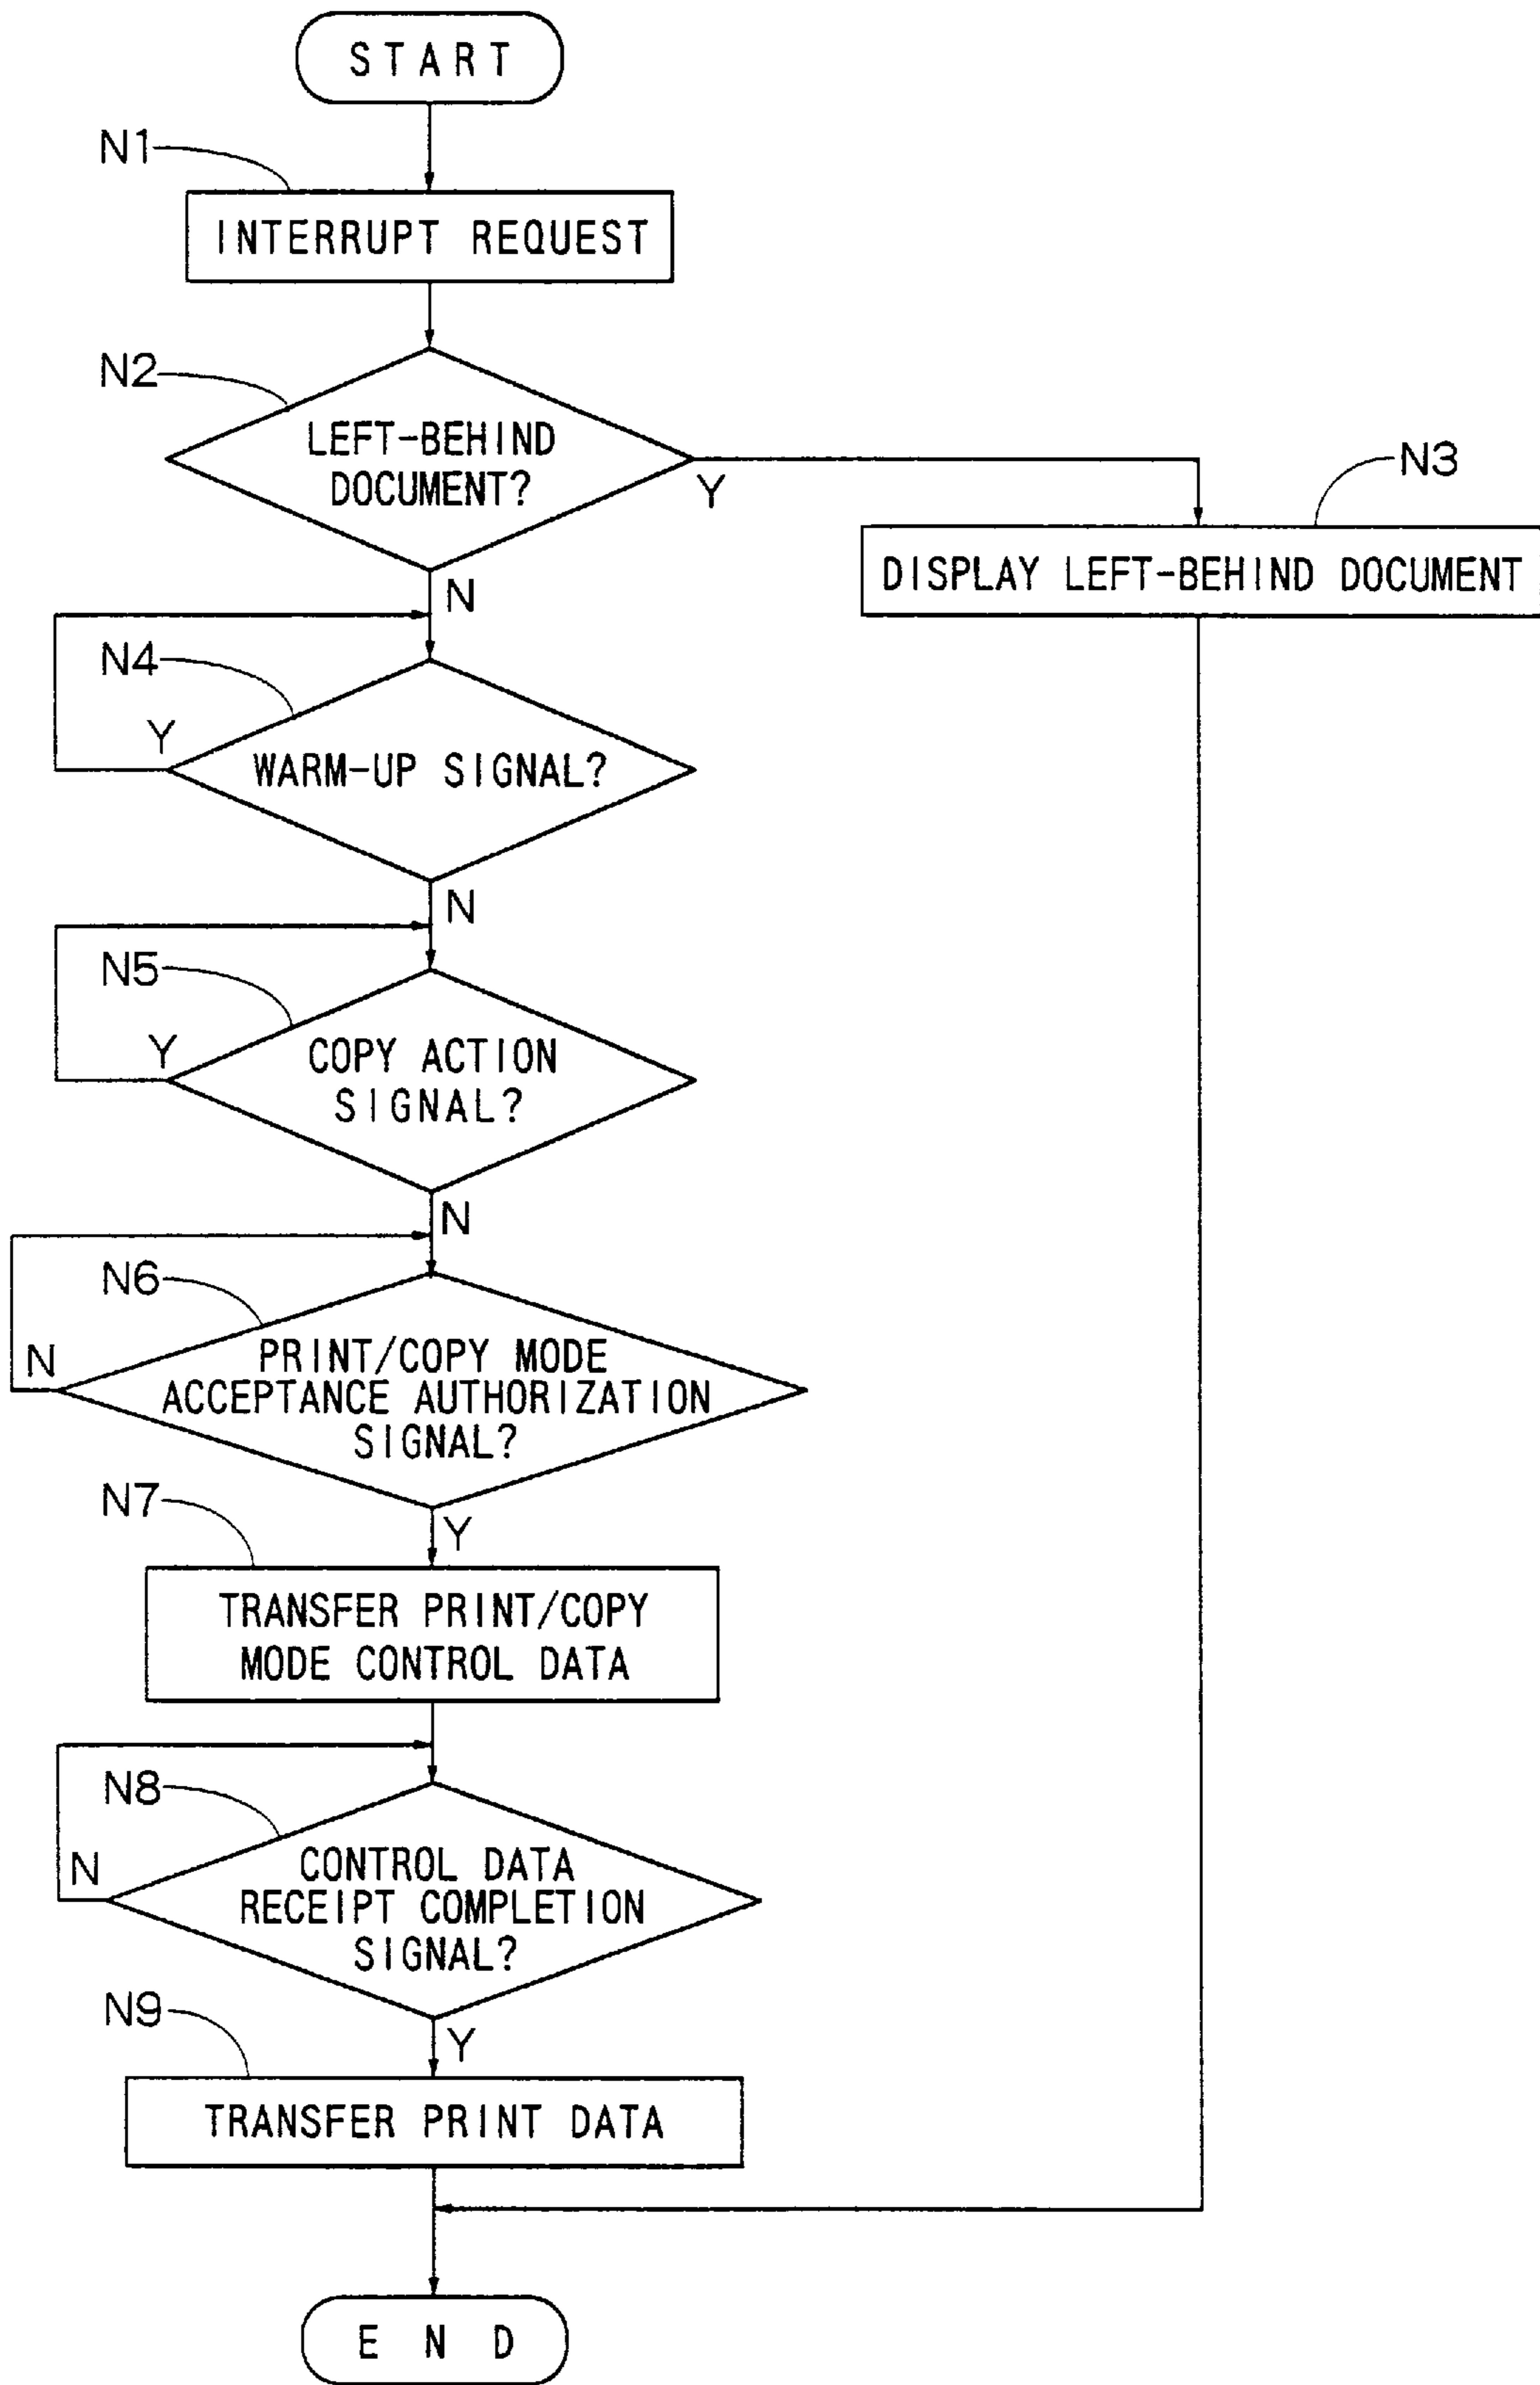 START
N1
INTERRUPT REQUEST
N2
LEFT-BEHIND
DOCUMENT?
Y
N3
DISPLAY LEFT-BEHIND DOCUMENT
N
N4
Y
WARM-UP SIGNAL?
N
N5
Y
COPY ACTION
SIGNAL?
N
N6
N
PRINT/COPY MODE
ACCEPTANCE AUTHORIZATION
SIGNAL?
N7
Y
TRANSFER PRINT/COPY
MODE CONTROL DATA
N8
N
CONTROL DATA
RECEIPT COMPLETION
SIGNAL?
N9
Y
TRANSFER PRINT DATA
END